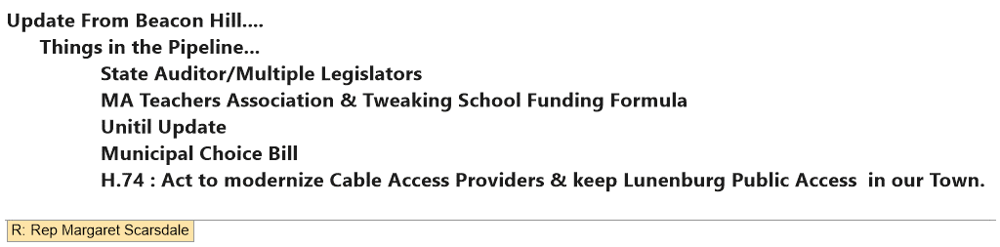 Update From Beacon Hill....
Things in the Pipeline...
State Auditor/Multiple Legislators
MA Teachers Association & Tweaking School Funding Formula
Unitil Update
Municipal Choice Bill
H.74 : Act to modernize Cable Access Providers & keep Lunenburg Public Access  in our Town.
R: Rep Margaret Scarsdale